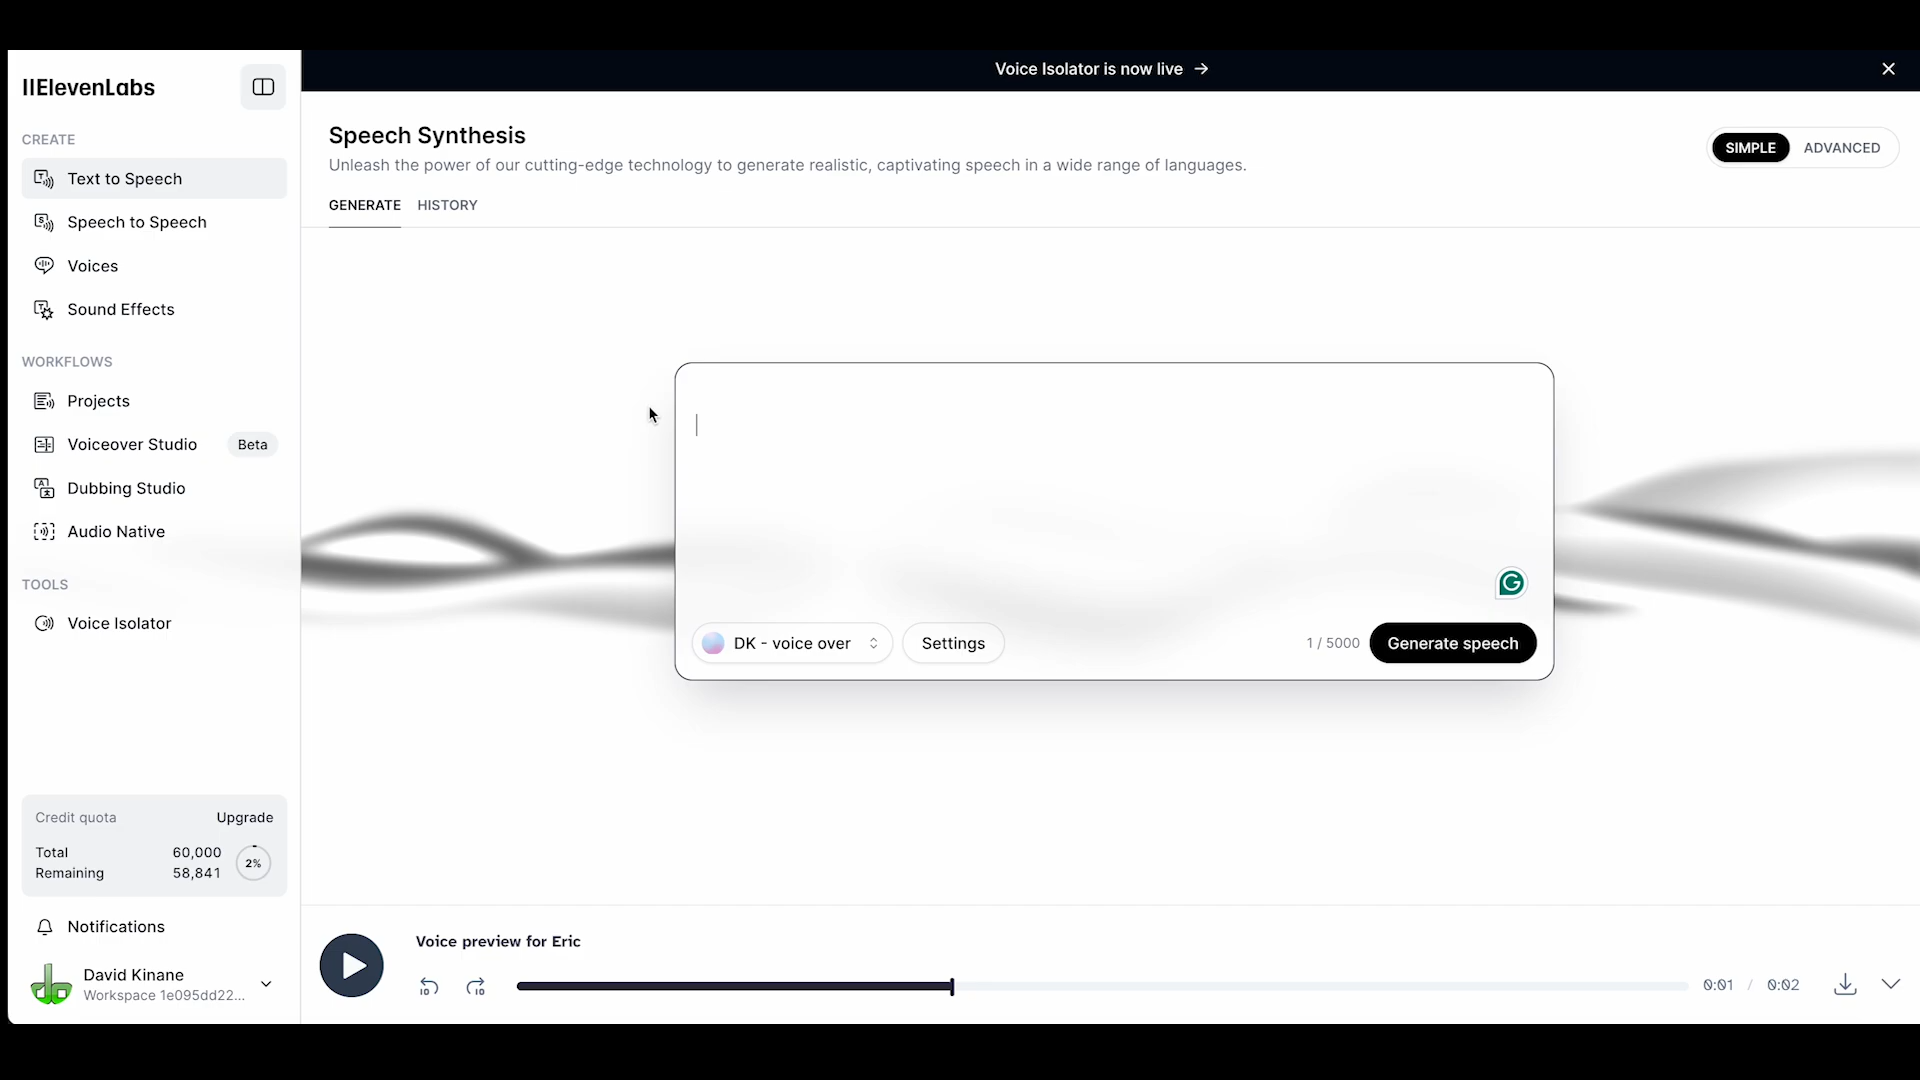 IIElevenLabs
Voice Isolator is now live →
CREATE
Text to Speech
Speech to Speech
Voices
Sound Effects
WORKFLOWS
Projects
Voiceover Studio Beta
Dubbing Studio
Audio Native
TOOLS
Voice Isolator
Credit quota Upgrade
Total 60,000
Remaining 58,841
2%
Notifications
David Kinane
Workspace 1e095dd22...
Speech Synthesis
Unleash the power of our cutting-edge technology to generate realistic, captivating speech in a wide range of languages.
SIMPLE ADVANCED
GENERATE HISTORY
DK - voice over Settings 1 / 5000 Generate speech
Voice preview for Eric
10 10 0:01 / 0:02